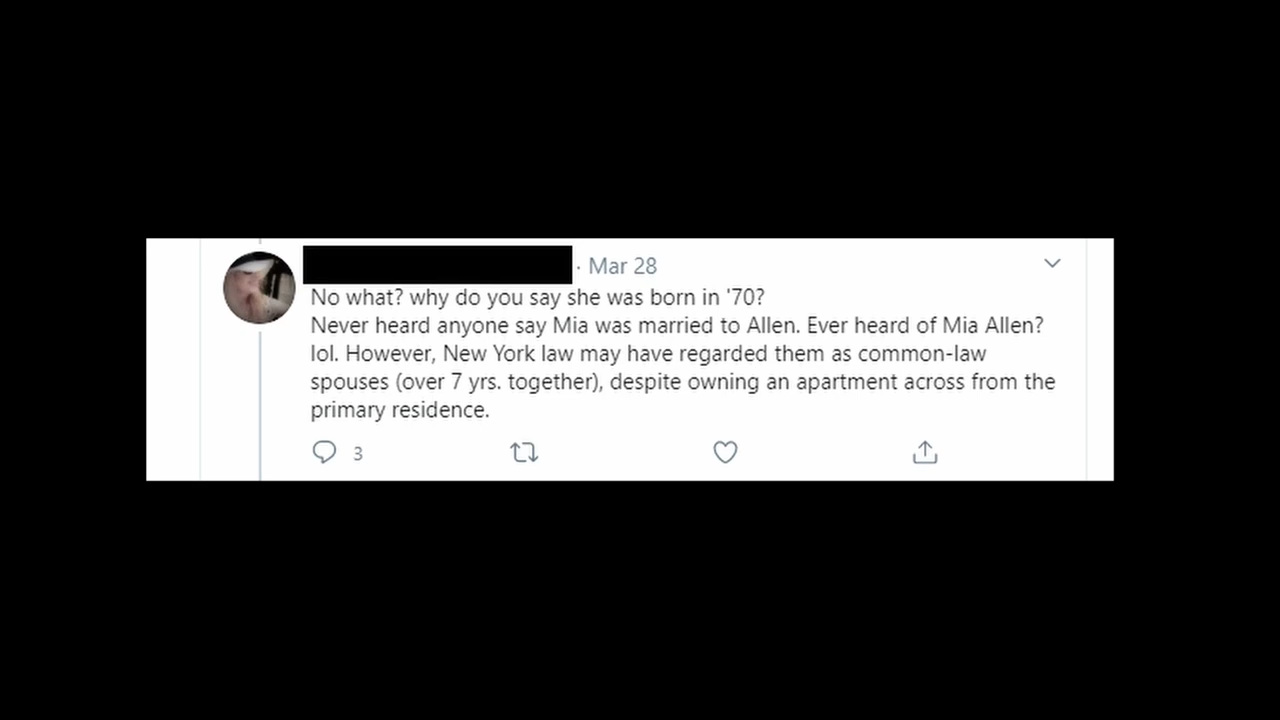 · Mar 28
No what? why do you say she was born in '70?
Never heard anyone say Mia was married to Allen. Ever heard of Mia Allen?
lol. However, New York law may have regarded them as common-law
spouses (over 7 yrs. together), despite owning an apartment across from the
primary residence.
3